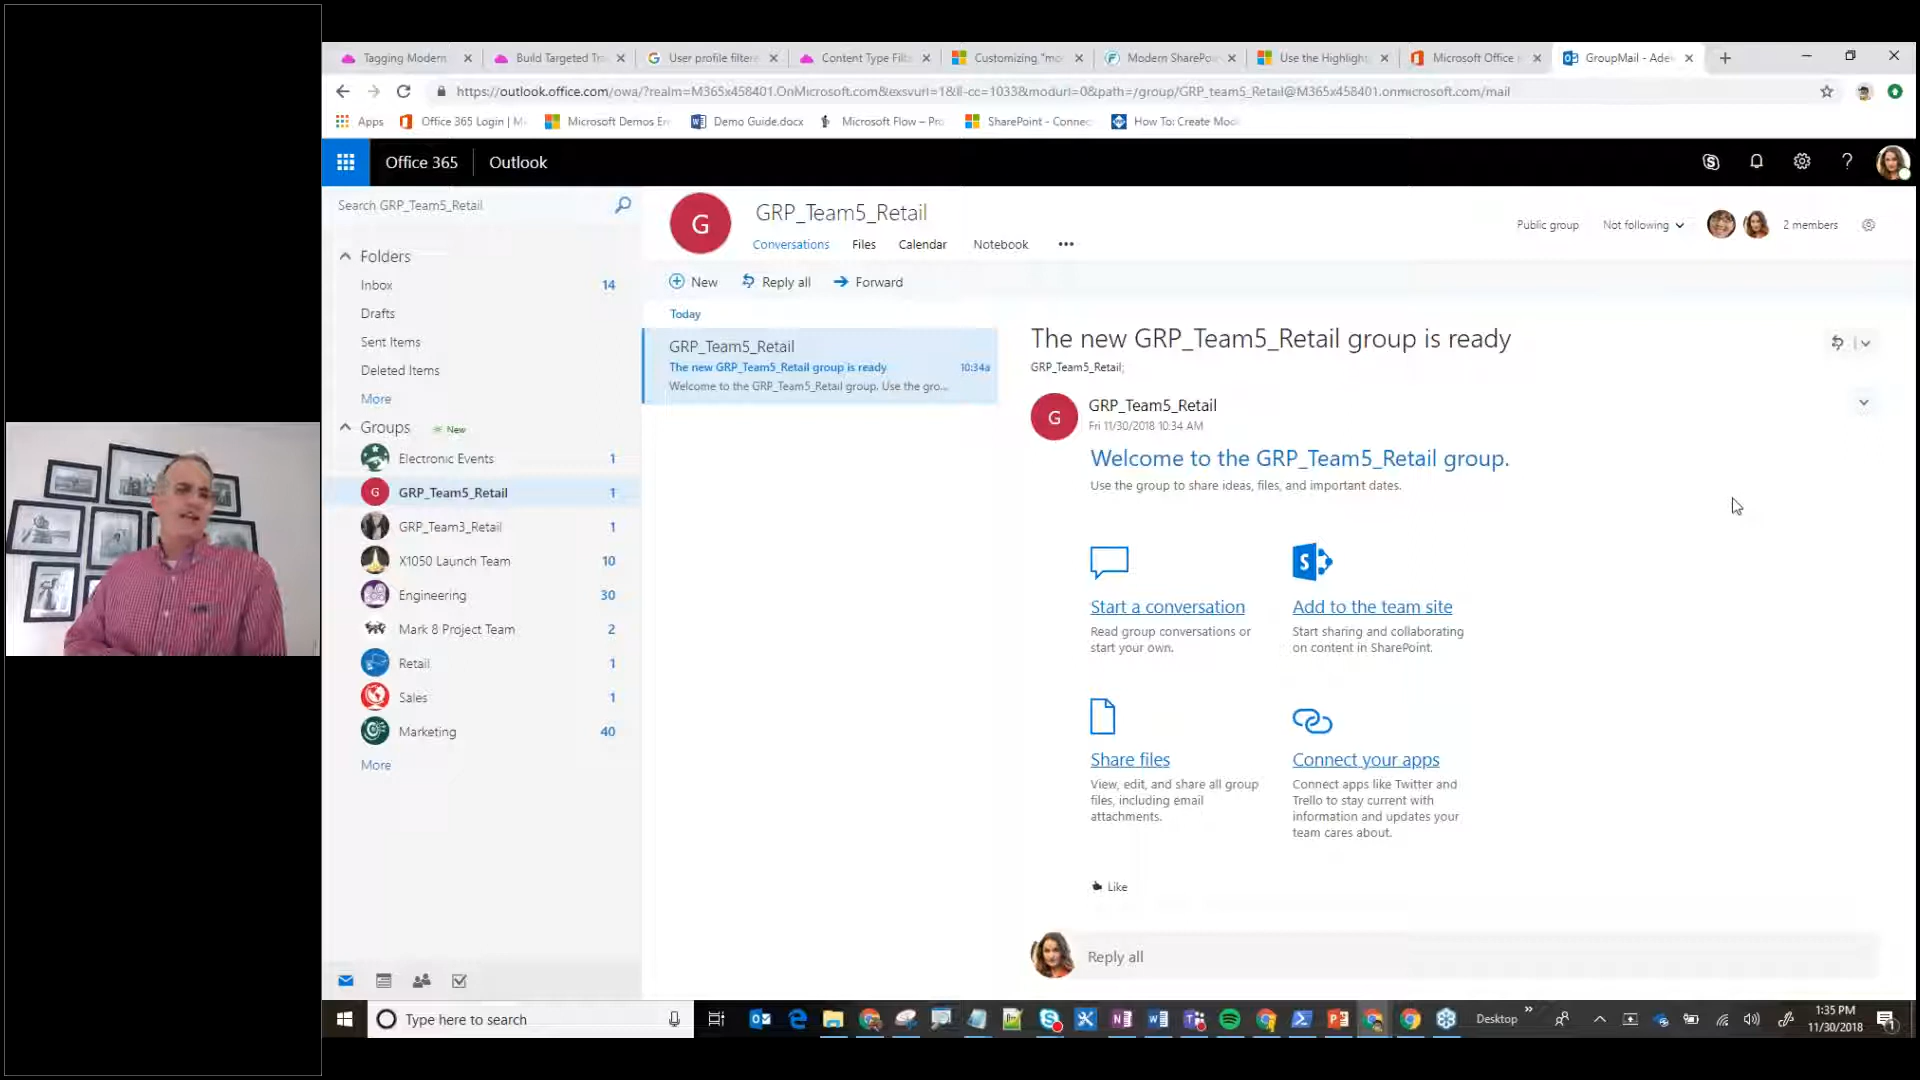 Tagging Modern
Build Targeted Tra
User profile filtere
Content Type Filt
Customizing "mo
Modern SharePoi
Use the Highligh
Microsoft Office
GroupMail - Adel
https://outlook.office.com/owa/?realm=M365x458401.OnMicrosoft.com&exsvurl=1&ll-cc=1033&modurl=0&path=/group/GRP_team5_Retail@M365x458401.onmicrosoft.com/mail
Apps
Office 365 Login | M
Microsoft Demos En
Demo Guide.docx
Microsoft Flow – Pro
SharePoint - Connec
How To: Create Mod
Office 365
Outlook
Search GRP_Team5_Retail
Folders
Inbox 14
Drafts
Sent Items
Deleted Items
More
Groups New
Electronic Events 1
G GRP_Team5_Retail 1
GRP_Team3_Retail 1
X1050 Launch Team 10
Engineering 30
Mark 8 Project Team 2
Retail 1
Sales 1
Marketing 40
More
G
GRP_Team5_Retail
Conversations Files Calendar Notebook •••
Public group Not following 2 members
New Reply all Forward
Today
GRP_Team5_Retail
The new GRP_Team5_Retail group is ready 10:34a
Welcome to the GRP_Team5_Retail group. Use the gro...
The new GRP_Team5_Retail group is ready
GRP_Team5_Retail;
G
GRP_Team5_Retail
Fri 11/30/2018 10:34 AM
Welcome to the GRP_Team5_Retail group.
Use the group to share ideas, files, and important dates.
Start a conversation
Read group conversations or
start your own.
Add to the team site
Start sharing and collaborating
on content in SharePoint.
Share files
View, edit, and share all group
files, including email
attachments.
Connect your apps
Connect apps like Twitter and
Trello to stay current with
information and updates your
team cares about.
Like
Reply all
Type here to search
Desktop
1:35 PM
11/30/2018